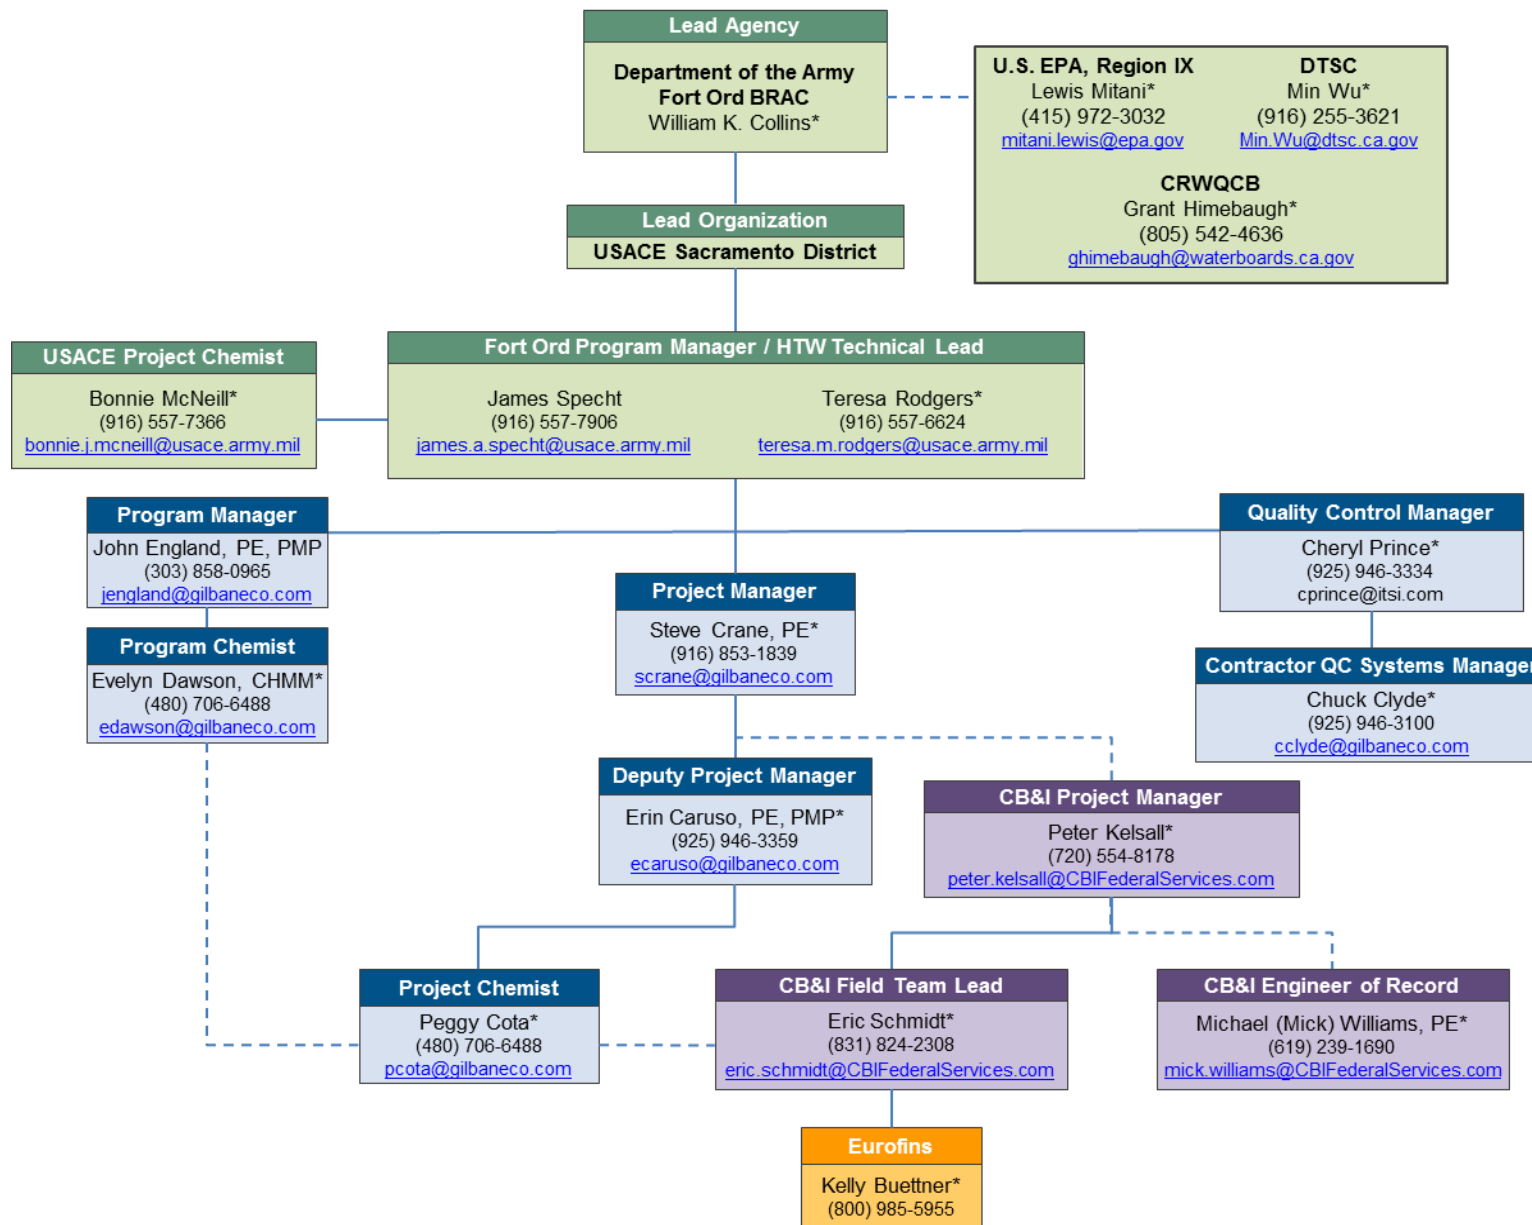 Lead Agency
Department of the Army
Fort Ord BRAC
William K. Collins*
U.S. EPA, Region IX
Lewis Mitani*
(415) 972-3032
mitani.lewis@epa.gov
DTSC
Min Wu*
(916) 255-3621
Min.Wu@dtsc.ca.gov
CRWQCB
Grant Himebaugh*
(805) 542-4636
ghimebaugh@waterboards.ca.gov
Lead Organization
USACE Sacramento District
USACE Project Chemist
Bonnie McNeill*
(916) 557-7366
bonnie.j.mcneill@usace.army.mil
Fort Ord Program Manager / HTW Technical Lead
James Specht
(916) 557-7906
james.a.specht@usace.army.mil
Teresa Rodgers*
(916) 557-6624
teresa.m.rodgers@usace.army.mil
Program Manager
John England, PE, PMP
(303) 858-0965
jengland@gilbaneco.com
Program Chemist
Evelyn Dawson, CHMM*
(480) 706-6488
edawson@gilbaneco.com
Project Manager
Steve Crane, PE*
(916) 853-1839
scrane@gilbaneco.com
Quality Control Manager
Cheryl Prince*
(925) 946-3334
cprince@itsi.com
Contractor QC Systems Manager
Chuck Clyde*
(925) 946-3100
cclyde@gilbaneco.com
Deputy Project Manager
Erin Caruso, PE, PMP*
(925) 946-3359
ecaruso@gilbaneco.com
CB&I Project Manager
Peter Kelsall*
(720) 554-8178
peter.kelsall@CBIFederalServices.com
Project Chemist
Peggy Cota*
(480) 706-6488
pcota@gilbaneco.com
CB&I Field Team Lead
Eric Schmidt*
(831) 824-2308
eric.schmidt@CBIFederalServices.com
CB&I Engineer of Record
Michael (Mick) Williams, PE*
(619) 239-1690
mick.williams@CBIFederalServices.com
Eurofins
Kelly Buettner*
(800) 985-5955